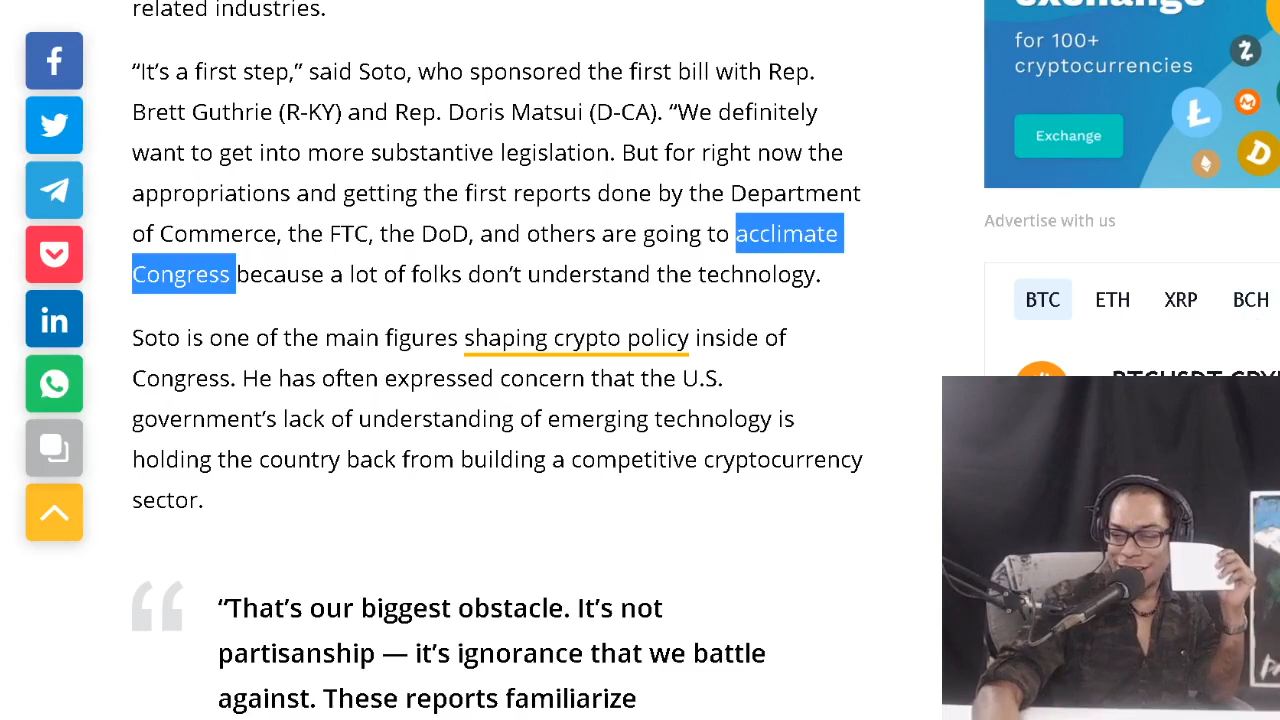 related industries.
“It’s a first step,” said Soto, who sponsored the first bill with Rep.
Brett Guthrie (R-KY) and Rep. Doris Matsui (D-CA). “We definitely
want to get into more substantive legislation. But for right now the
appropriations and getting the first reports done by the Department
of Commerce, the FTC, the DoD, and others are going to acclimate
Congress because a lot of folks don’t understand the technology.
Soto is one of the main figures shaping crypto policy inside of
Congress. He has often expressed concern that the U.S.
government’s lack of understanding of emerging technology is
holding the country back from building a competitive cryptocurrency
sector.
“That’s our biggest obstacle. It’s not
partisanship — it’s ignorance that we battle
against. These reports familiarize
exchange
for 100+
cryptocurrencies
Exchange
Advertise with us
BTC ETH XRP BCH